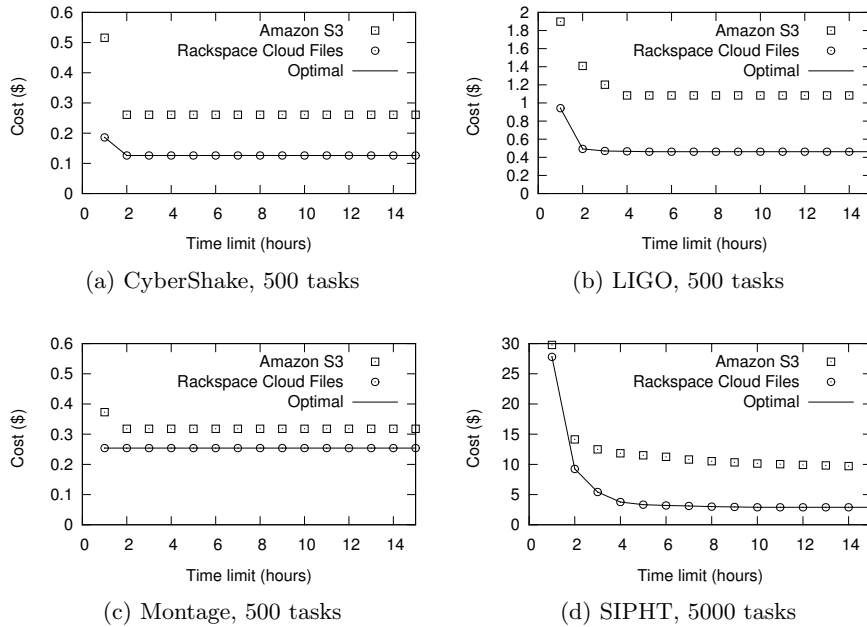 0.6
0.5
0.4
0.3
0.2
0.1
0
Cost ($)
Amazon S3
Rackspace Cloud Files
Optimal
0 2 4 6 8 10 12 14
Time limit (hours)
(a) CyberShake, 500 tasks
2
1.8
1.6
1.4
1.2
1
0.8
0.6
0.4
0.2
0
Cost ($)
Amazon S3
Rackspace Cloud Files
Optimal
0 2 4 6 8 10 12 14
Time limit (hours)
(b) LIGO, 500 tasks
0.6
0.5
0.4
0.3
0.2
0.1
0
Cost ($)
Amazon S3
Rackspace Cloud Files
Optimal
0 2 4 6 8 10 12 14
Time limit (hours)
(c) Montage, 500 tasks
30
25
20
15
10
5
0
Cost ($)
Amazon S3
Rackspace Cloud Files
Optimal
0 2 4 6 8 10 12 14
Time limit (hours)
(d) SIPHT, 5000 tasks